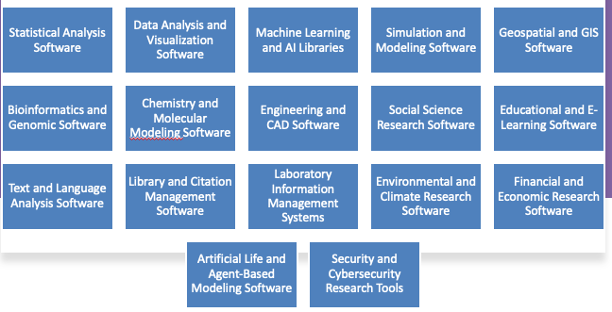 Statistical Analysis
Software
Data Analysis and
Visualization
Software
Machine Learning
and AI Libraries
Simulation and
Modeling Software
Geospatial and GIS
Software
Bioinformatics and
Genomic Software
Chemistry and
Molecular
Modeling Software
Engineering and
CAD Software
Social Science
Research Software
Educational and E-
Learning Software
Text and Language
Analysis Software
Library and Citation
Management
Software
Laboratory
Information
Management
Systems
Environmental and
Climate Research
Software
Financial and
Economic Research
Software
Artificial Life and
Agent-Based
Modeling Software
Security and
Cybersecurity
Research Tools